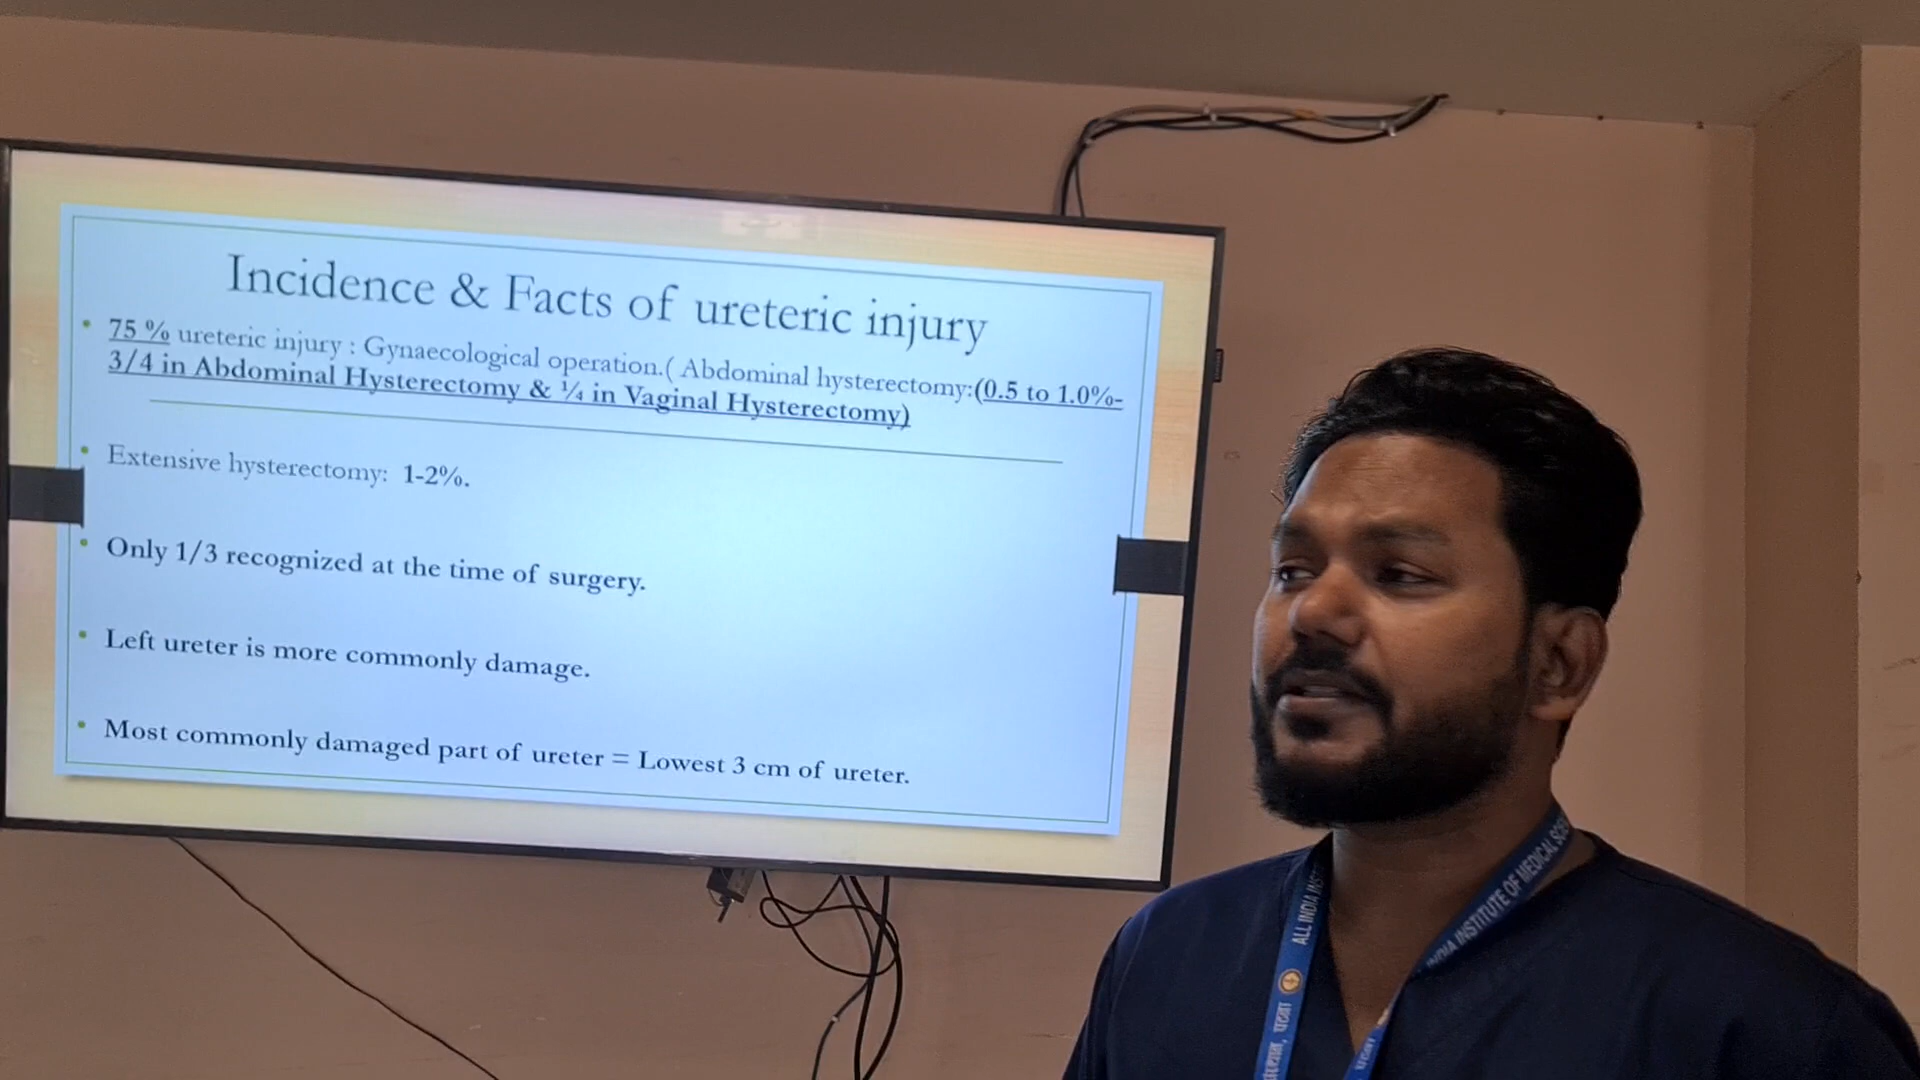 Incidence & Facts of ureteric injury
• 75 % ureteric injury : Gynaecological operation.( Abdominal hysterectomy:(0.5 to 1.0%-
3/4 in Abdominal Hysterectomy & ¼ in Vaginal Hysterectomy)
• Extensive hysterectomy: 1-2%.
• Only 1/3 recognized at the time of surgery.
• Left ureter is more commonly damage.
• Most commonly damaged part of ureter = Lowest 3 cm of ureter.
ALL INDIA
INDIA INSTITUTE OF MEDICAL
पटना